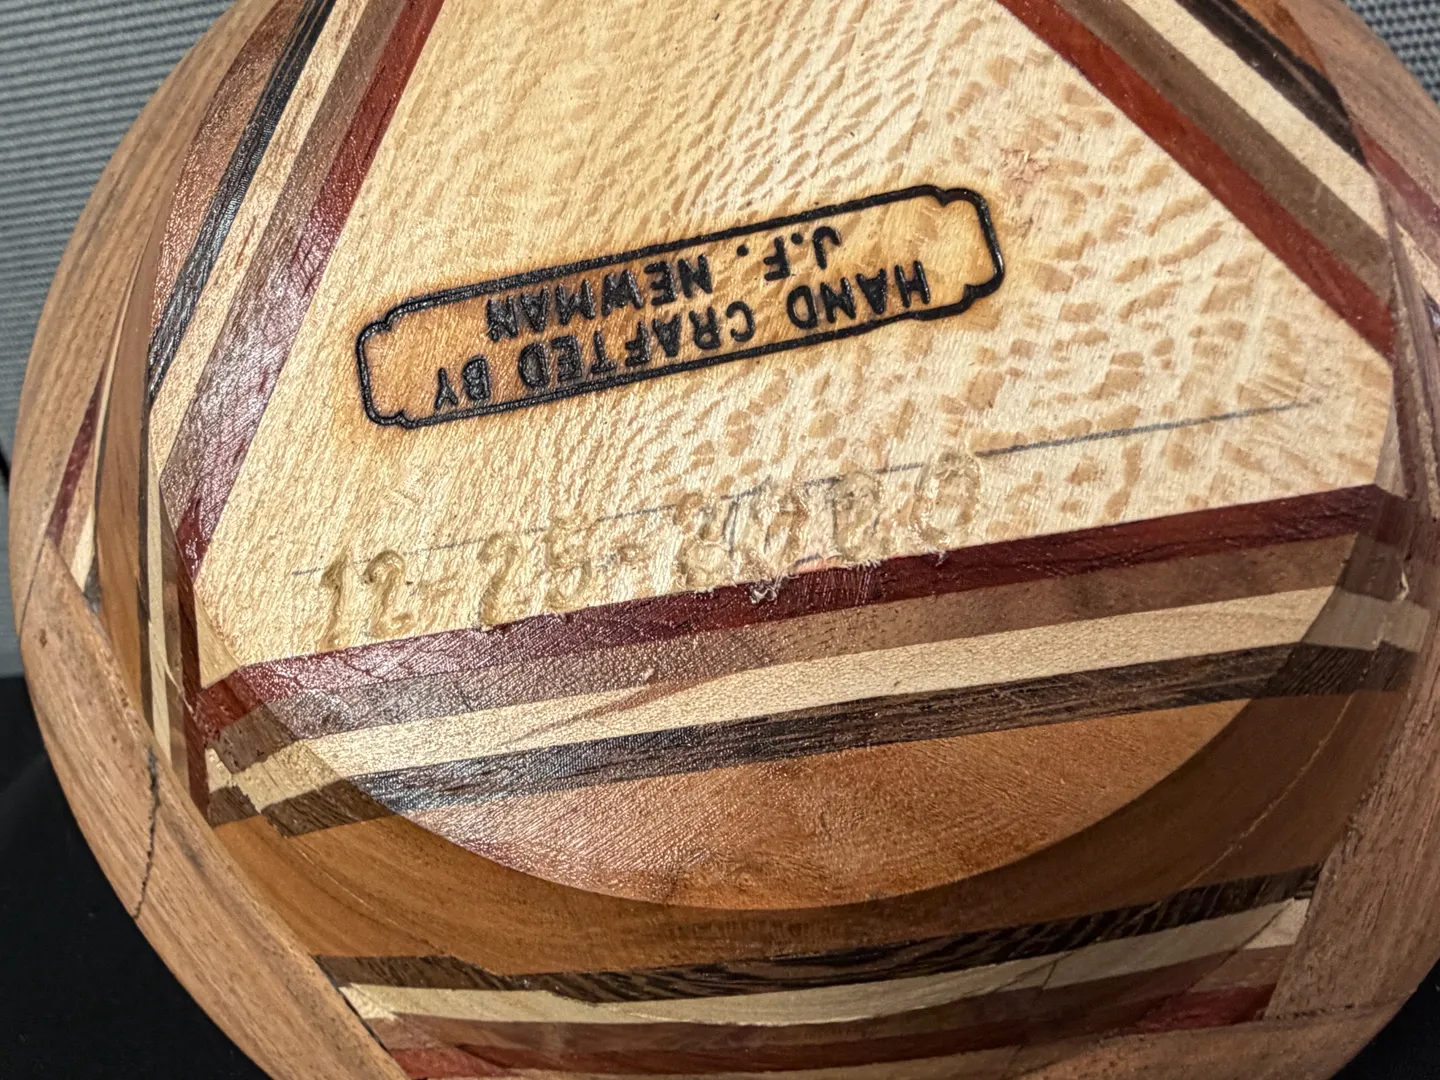 HAND CRAFTED BY
J.F. NEWMAN
12-25-2020